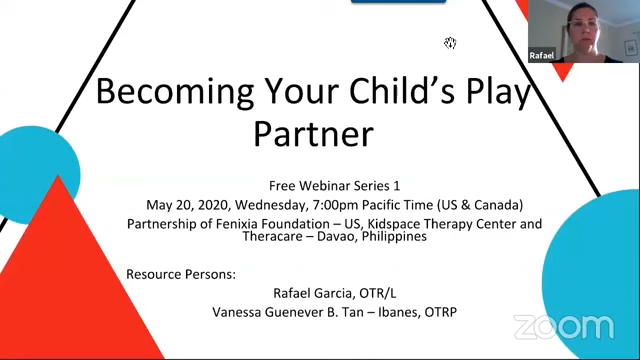 Rafael
Becoming Your Child's Play
Partner
Free Webinar Series 1
May 20, 2020, Wednesday, 7:00pm Pacific Time (US & Canada)
Partnership of Fenixia Foundation – US, Kidspace Therapy Center and
Theracare – Davao, Philippines
Resource Persons:
Rafael Garcia, OTR/L
Vanessa Guenever B. Tan – Ibanes, OTRP
zoom